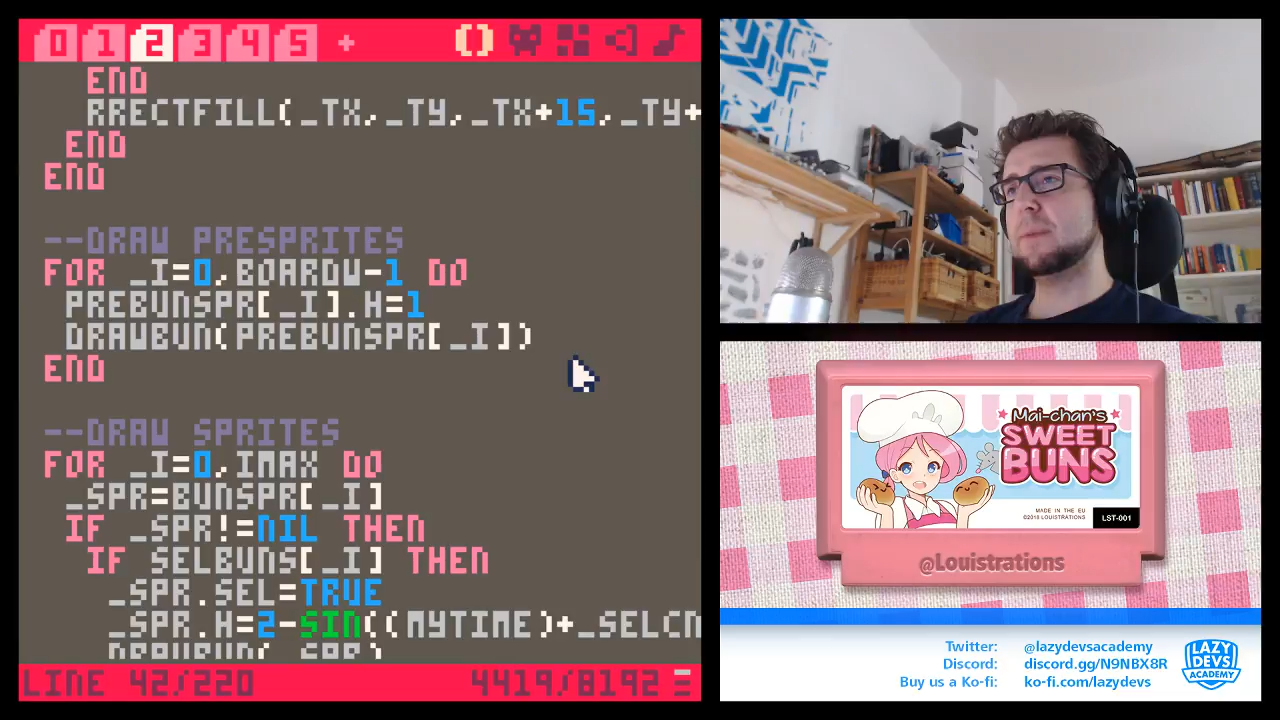 0 1 2 3 4 5 +
END
RRECTFILL(_TX,_TY,_TX+15,_TY+
END
END
--DRAW PRESPRITES
FOR _I=0,BOARDW-1 DO
PREBUNSPR[_I].H=1
DRAWBUN(PREBUNSPR[_I])
END
--DRAW SPRITES
FOR _I=0,IMAX DO
_SPR=BUNSPR[_I]
IF _SPR!=NIL THEN
IF SELBUNS[_I] THEN
_SPR.SEL=TRUE
_SPR.H=2-SIN((MYTIME)+_SELCN
DRAWBUN(_SPR)
LINE 42/220
4419/8192
Mai-chan's
SWEET
BUNS
MADE IN THE EU
©2019 LOUISTRATIONS
LST-001
@Louistrations
Twitter: @lazydevsacademy
Discord: discord.gg/N9NBX8R
Buy us a Ko-fi: ko-fi.com/lazydevs
LAZY
DEVS
ACADEMY